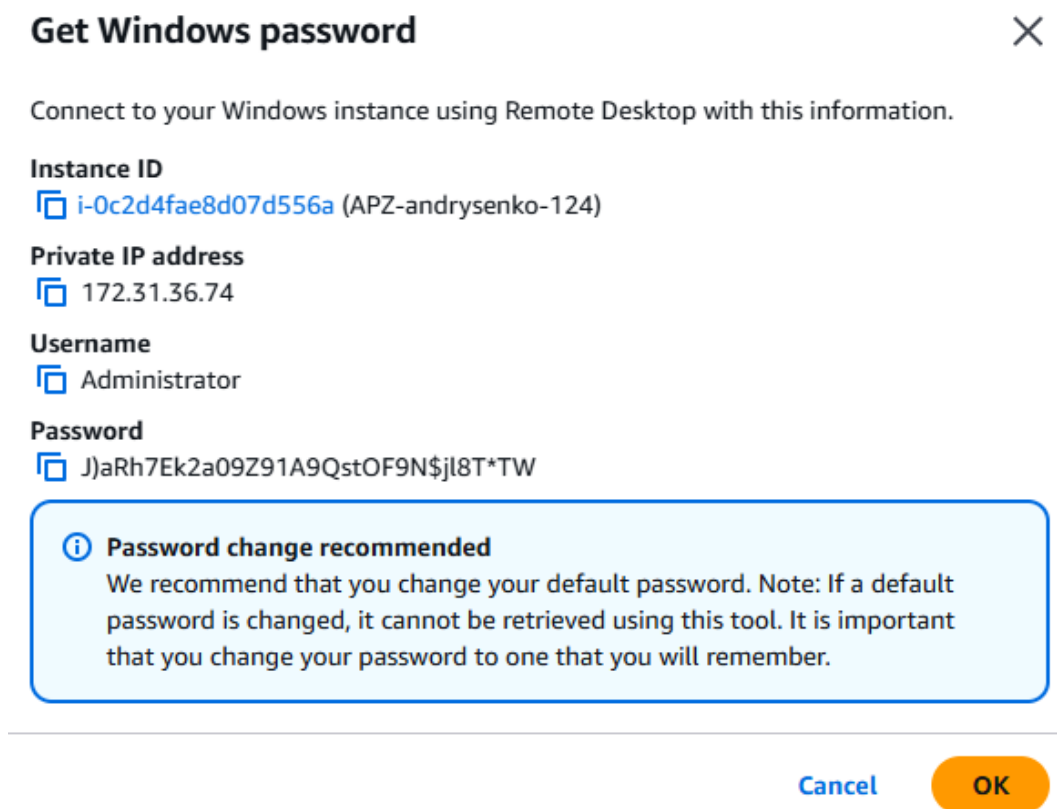 Get Windows password
Connect to your Windows instance using Remote Desktop with this information.
Instance ID
i-0c2d4fae8d07d556a (APZ-andrysenko-124)
Private IP address
172.31.36.74
Username
Administrator
Password
J)aRh7Ek2a09Z91A9QstOF9N$jl8T*TW
Password change recommended
We recommend that you change your default password. Note: If a default
password is changed, it cannot be retrieved using this tool. It is important
that you change your password to one that you will remember.
Cancel
OK